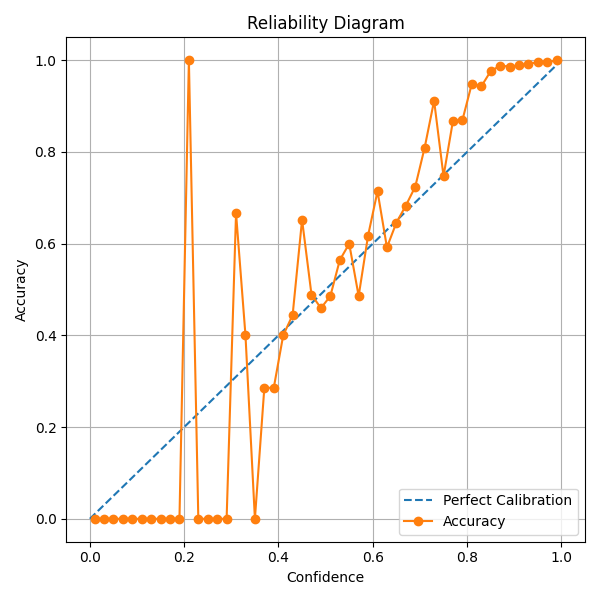 Reliability Diagram
1.0
0.8
0.6
0.4
0.2
0.0
Accuracy
0.0 0.2 0.4 0.6 0.8 1.0
Confidence
Perfect Calibration
Accuracy